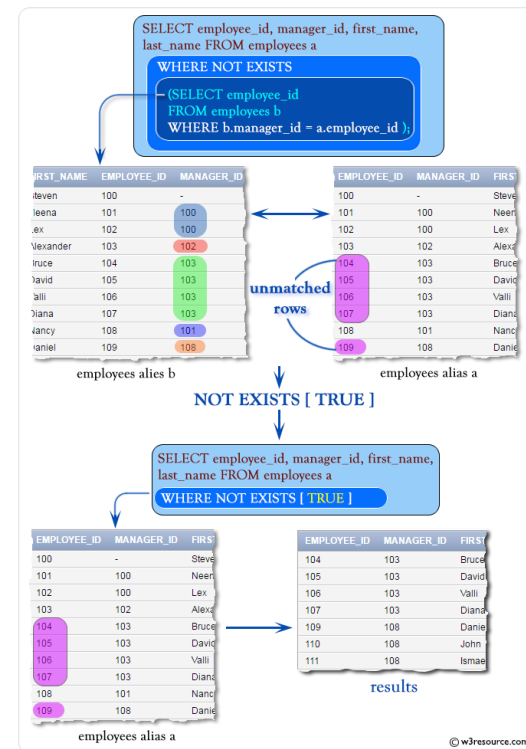 SELECT employee_id, manager_id, first_name,
last_name FROM employees a
WHERE NOT EXISTS
(SELECT employee_id
FROM employees b
WHERE b.manager_id = a.employee_id );
IRST_NAME EMPLOYEE_ID MANAGER_ID
Steven 100 -
Neena 101 100
Lex 102 100
Alexander 103 102
Bruce 104 103
David 105 103
Valli 106 103
Diana 107 103
Nancy 108 101
Daniel 109 108
employees alies b
EMPLOYEE_ID MANAGER_ID FIRS
100 - Steve
101 100 Neen
102 100 Lex
103 102 Alexa
104 103 Bruce
105 103 David
106 103 Valli
107 103 Diana
108 101 Nanc
109 108 Danie
employees alias a
unmatched
rows
NOT EXISTS [ TRUE ]
SELECT employee_id, manager_id, first_name,
last_name FROM employees a
WHERE NOT EXISTS [ TRUE ]
EMPLOYEE_ID MANAGER_ID FIRS
100 - Steve
101 100 Neen
102 100 Lex
103 102 Alexa
104 103 Bruce
105 103 David
106 103 Valli
107 103 Diana
108 101 Nanc
109 108 Danie
employees alias a
EMPLOYEE_ID MANAGER_ID FIRS
104 103 Bruce
105 103 David
106 103 Valli
107 103 Diana
109 108 Danie
110 108 John
111 108 Ismae
results
© w3resource.com